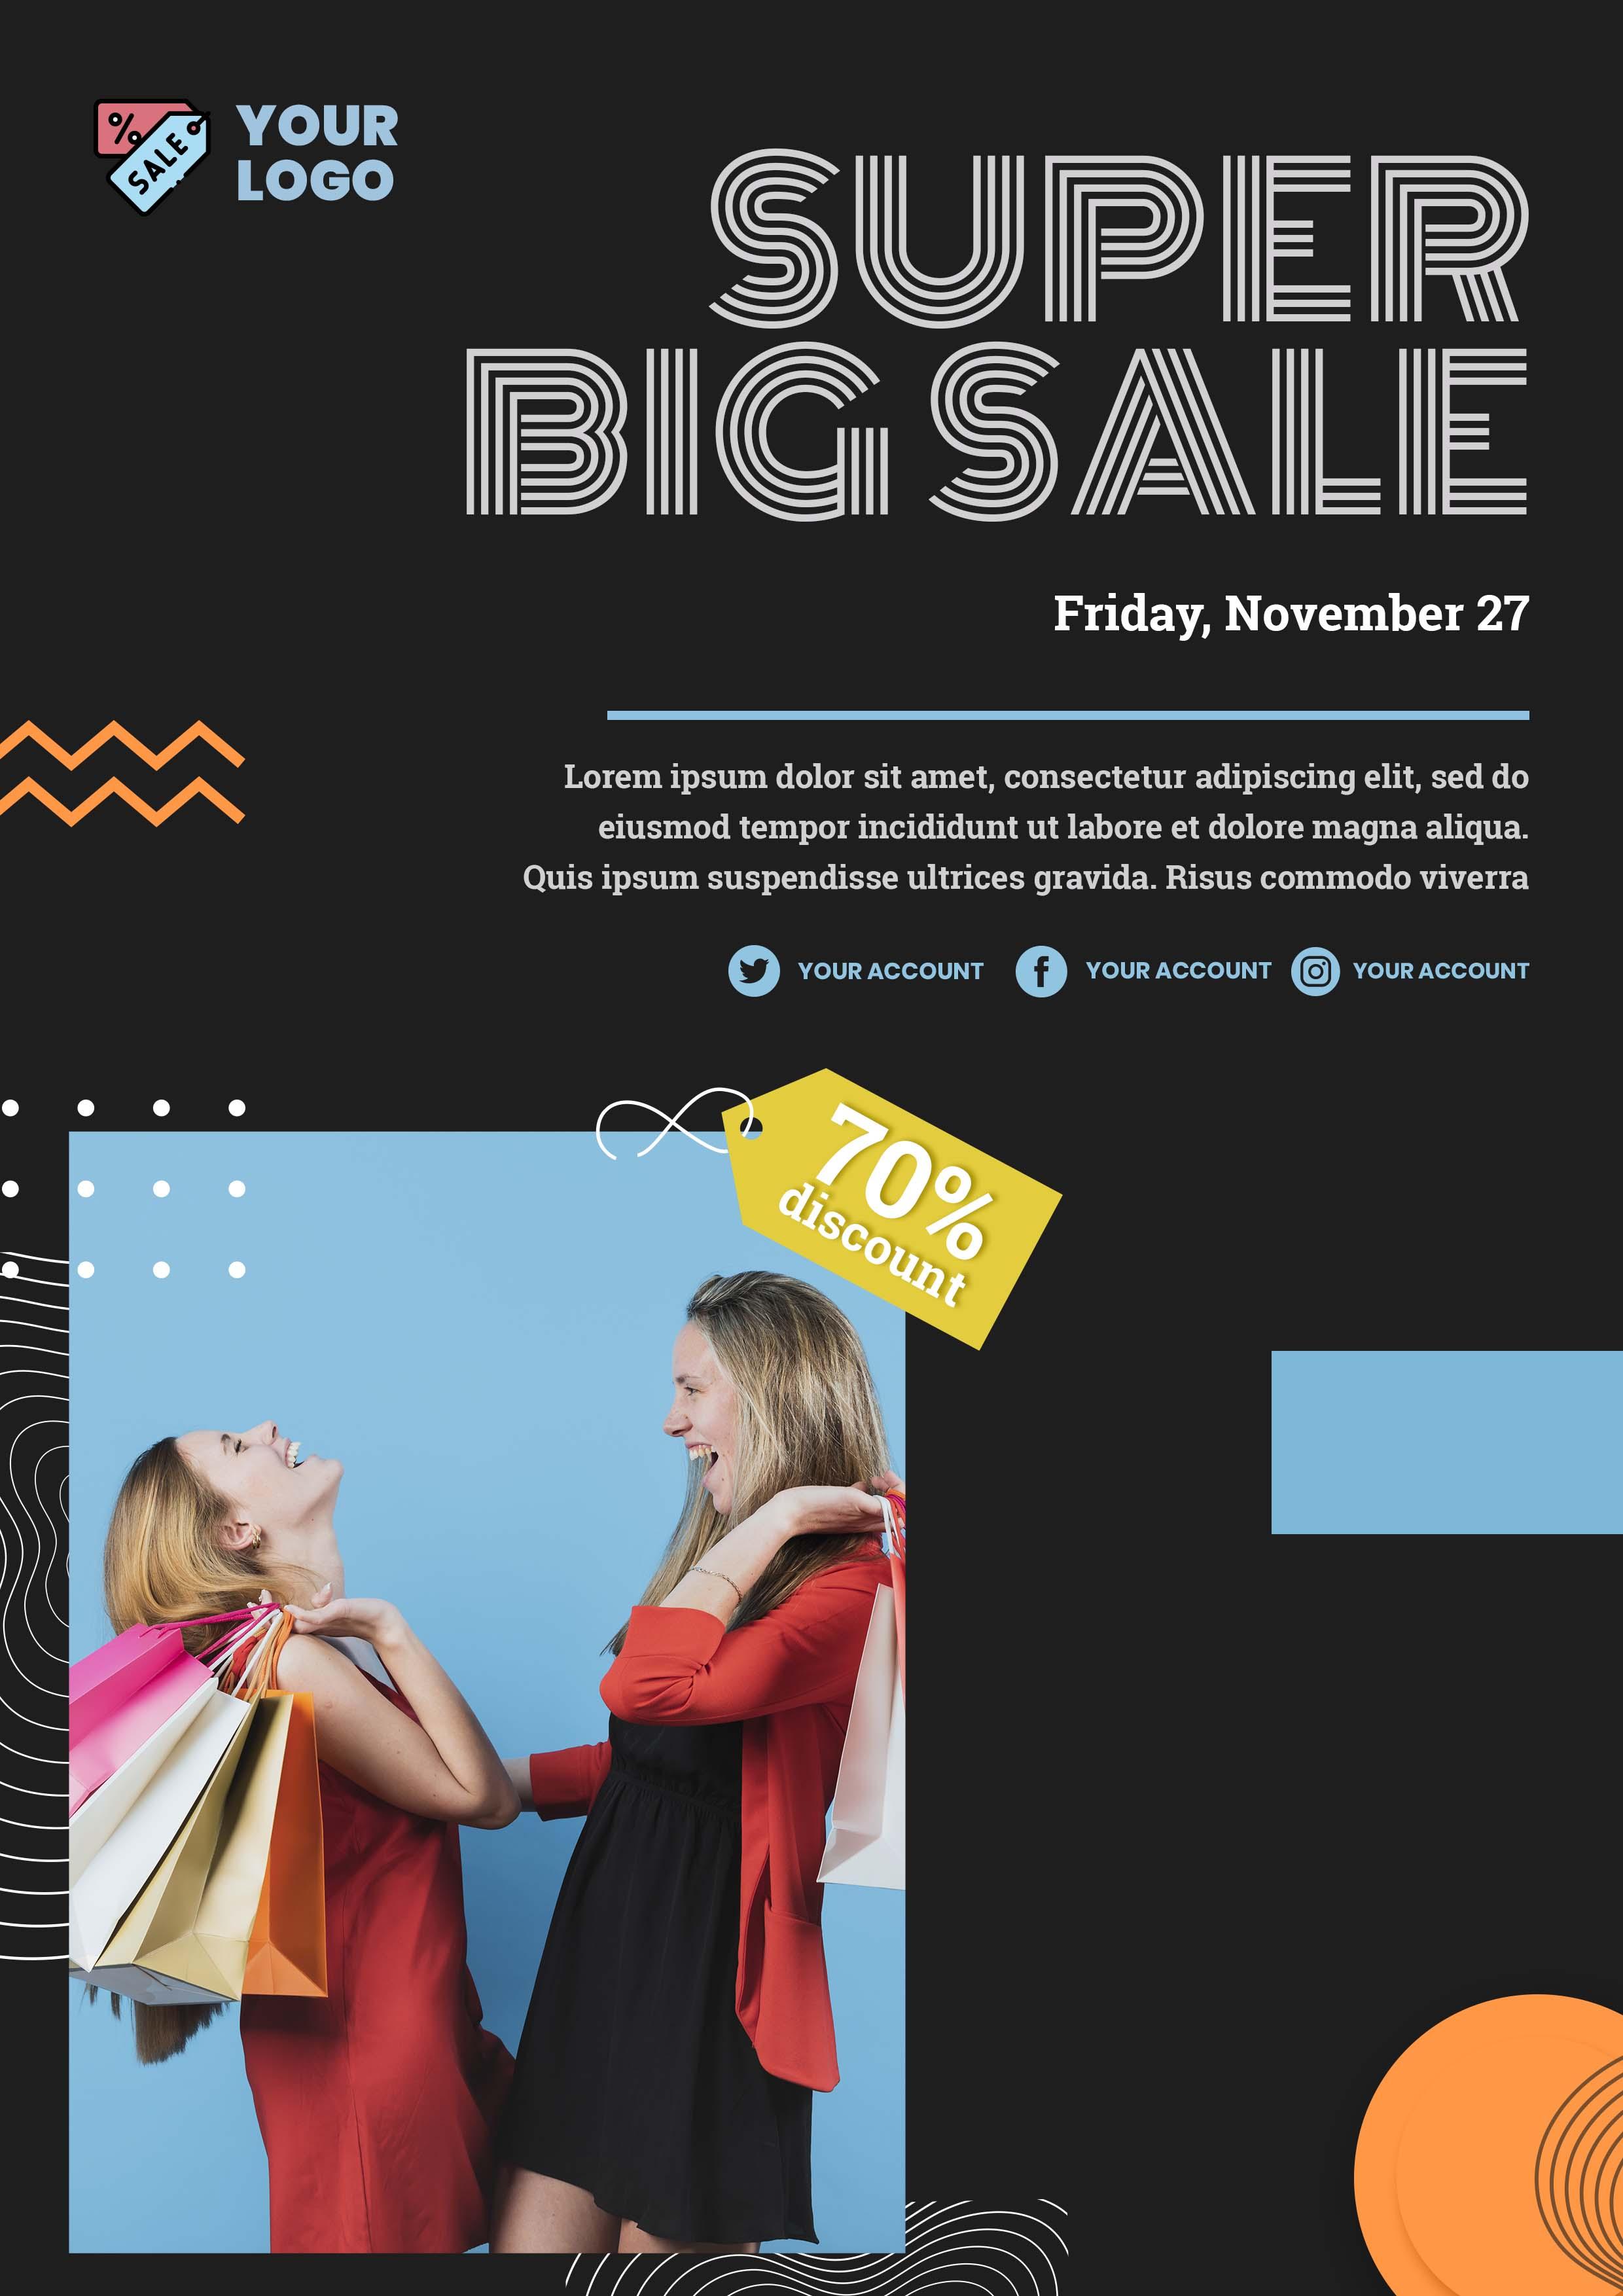 %
SALE
YOUR
LOGO
SUPER
BIG SALE
Friday, November 27
Lorem ipsum dolor sit amet, consectetur adipiscing elit, sed do
eiusmod tempor incididunt ut labore et dolore magna aliqua.
Quis ipsum suspendisse ultrices gravida. Risus commodo viverra
YOUR ACCOUNT YOUR ACCOUNT YOUR ACCOUNT
70%
discount